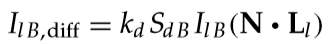 I_{lB,diff} = k_d S_{dB} I_{lB} (N • L_l)